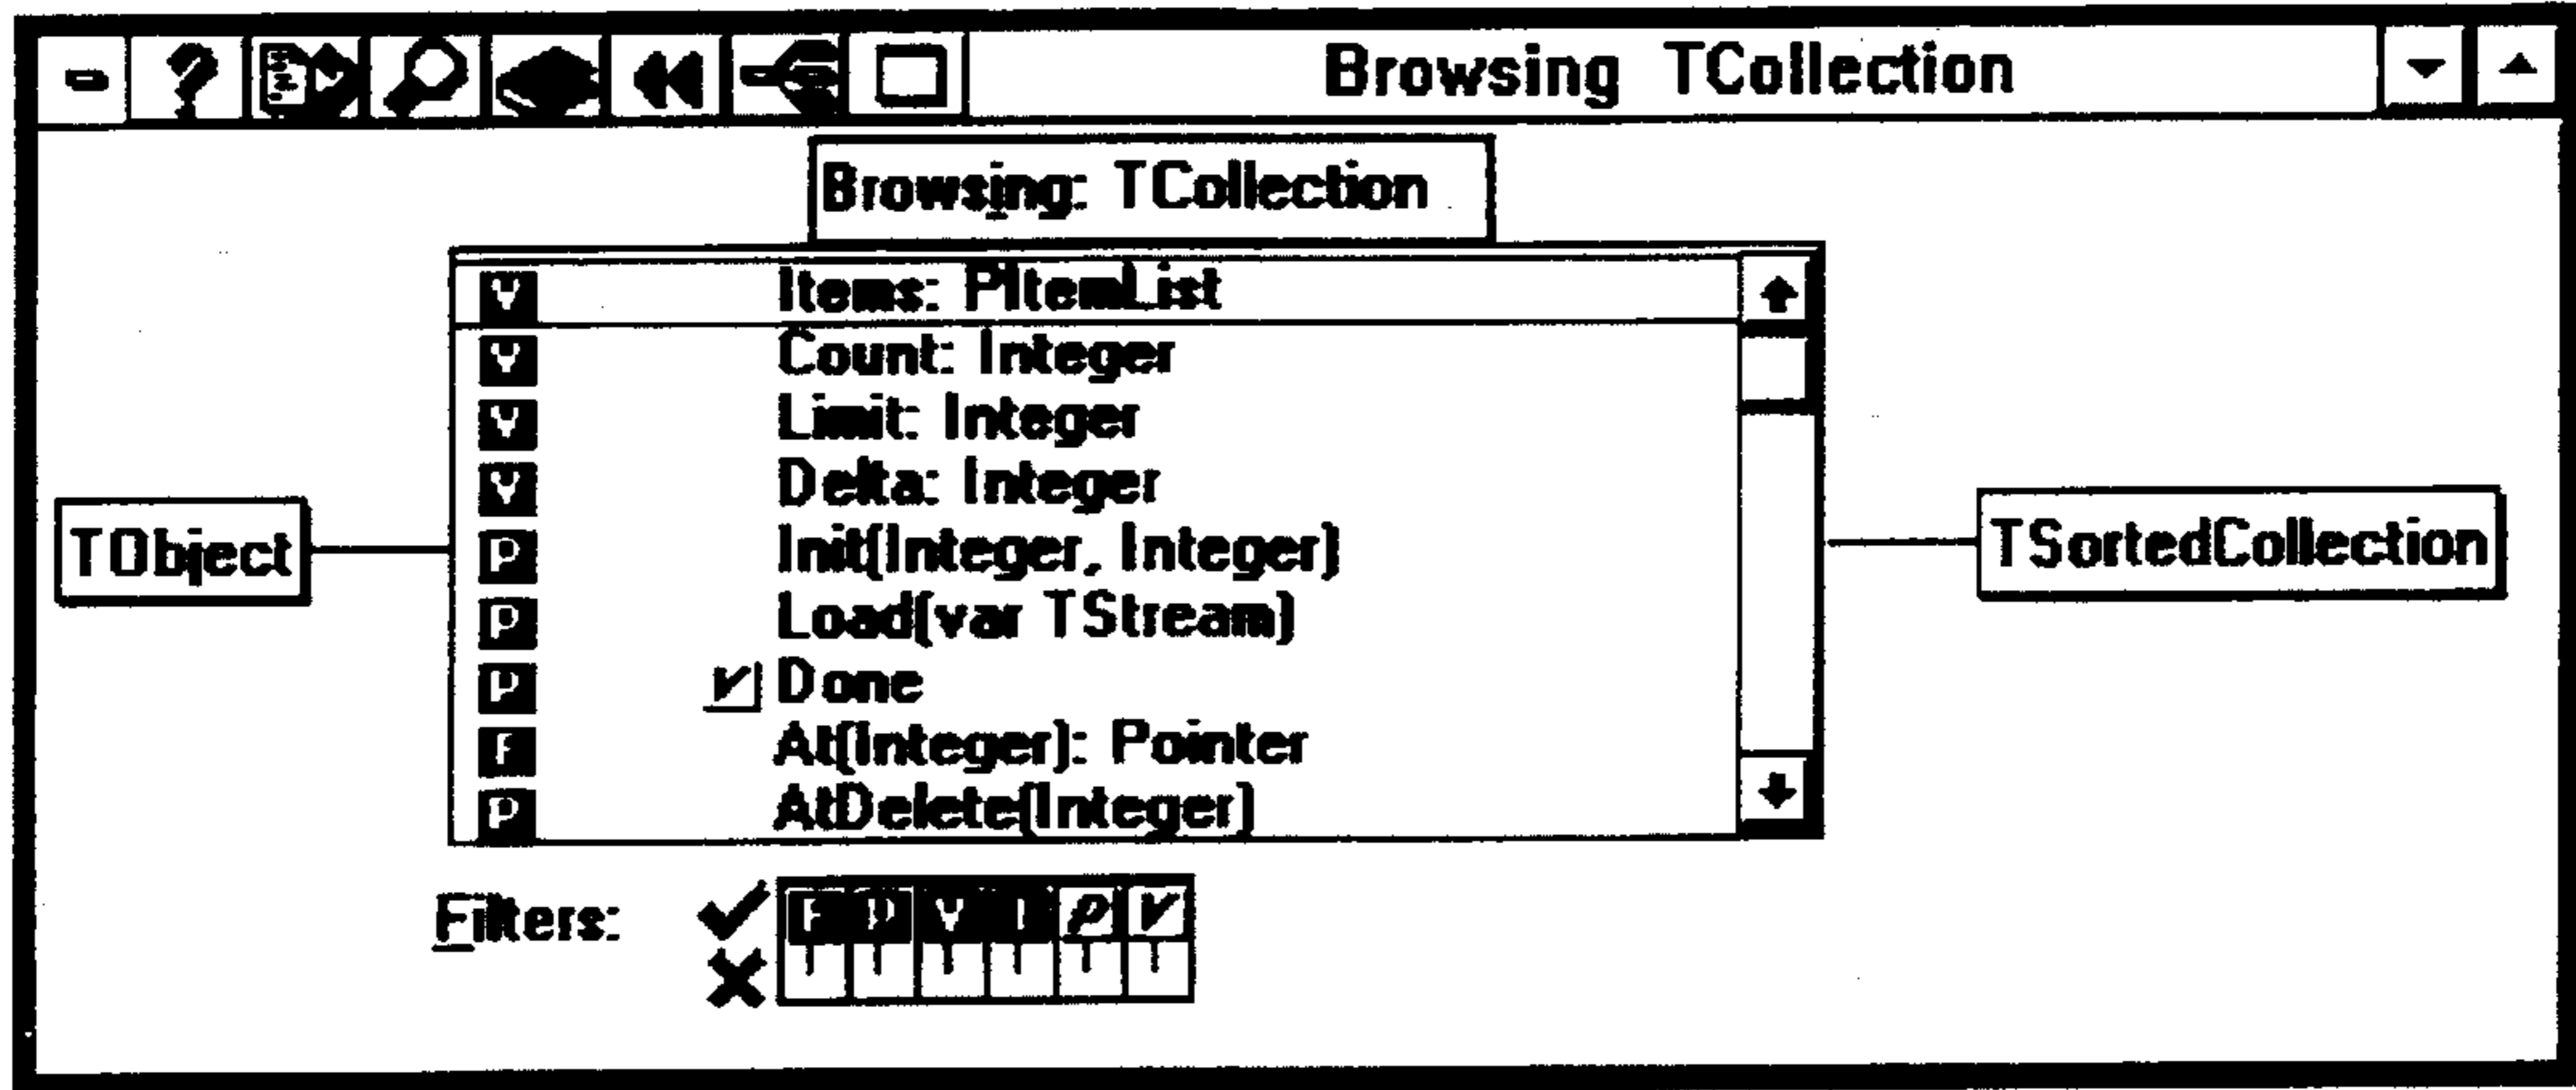 Browsing TCollection
Browsing: TCollection
V Items: PItemList
V Count: Integer
V Limit: Integer
V Delta: Integer
TObject
P Init(Integer, Integer)
TSortedCollection
P Load(var TStream)
P V Done
F At(Integer): Pointer
P AtDelete(Integer)
Filters: F P V I P V